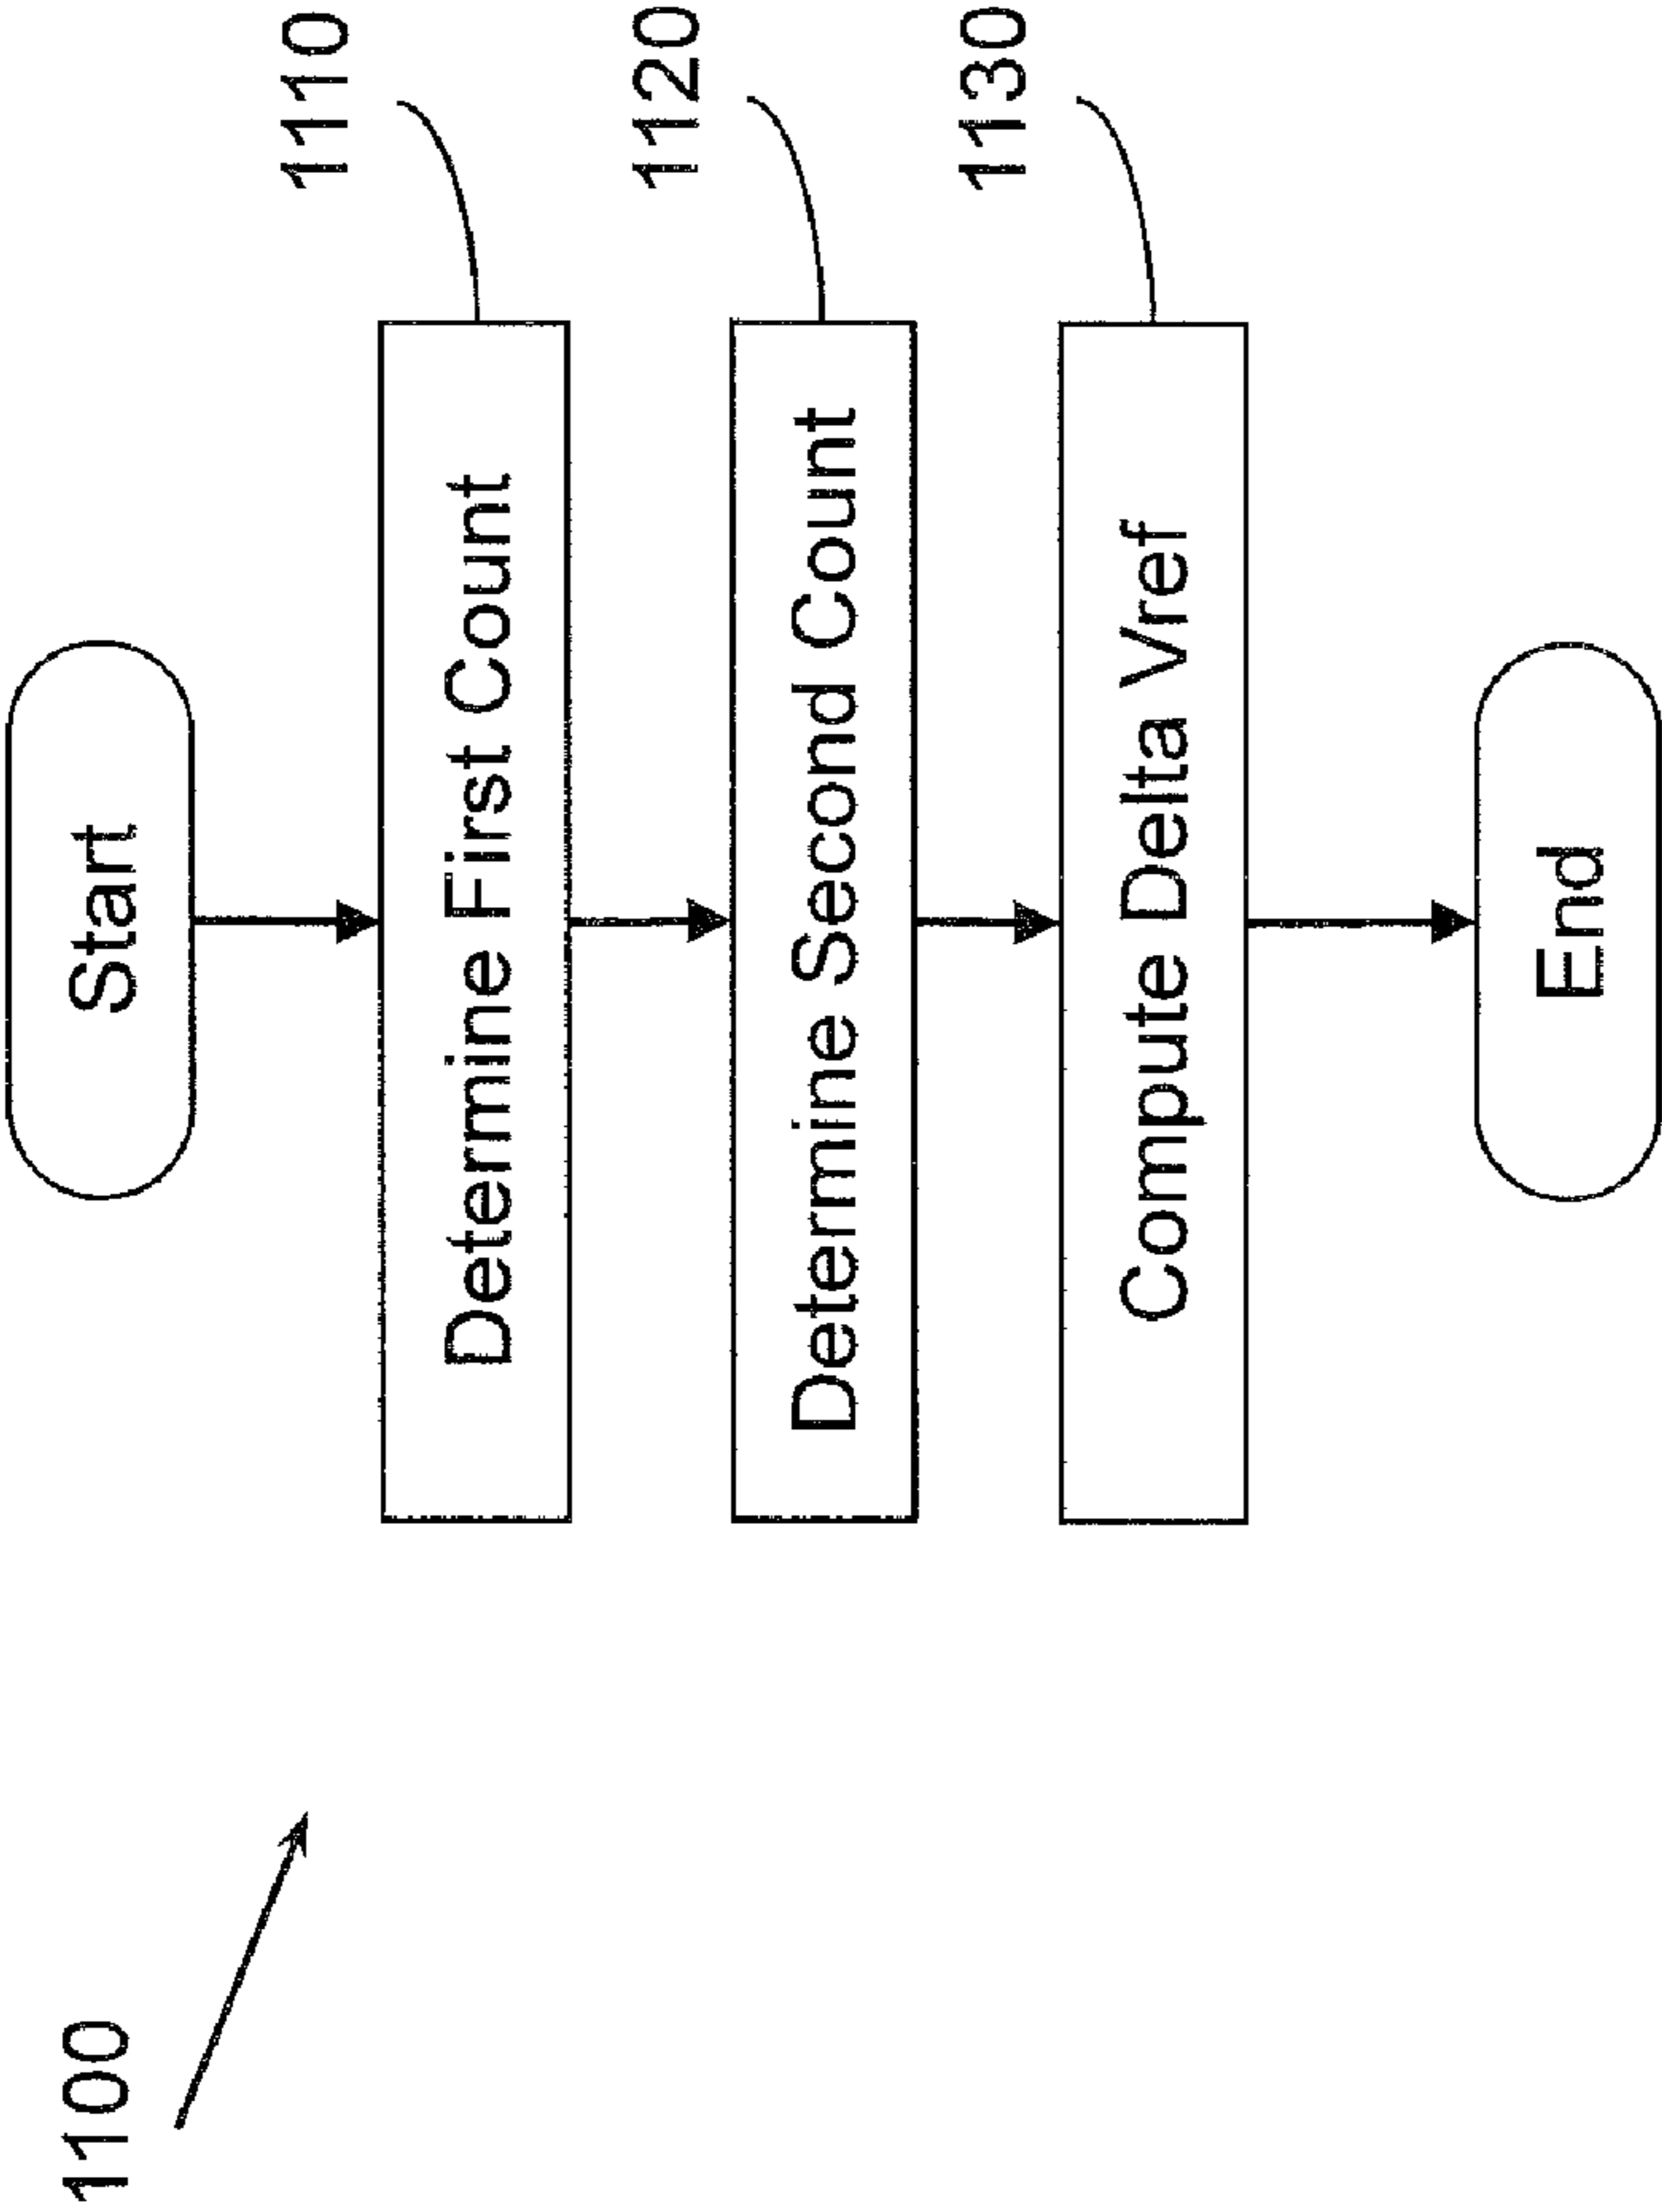 1100
Start
1110
Determine First Count
1120
Determine Second Count
1130
Compute Delta Vref
End